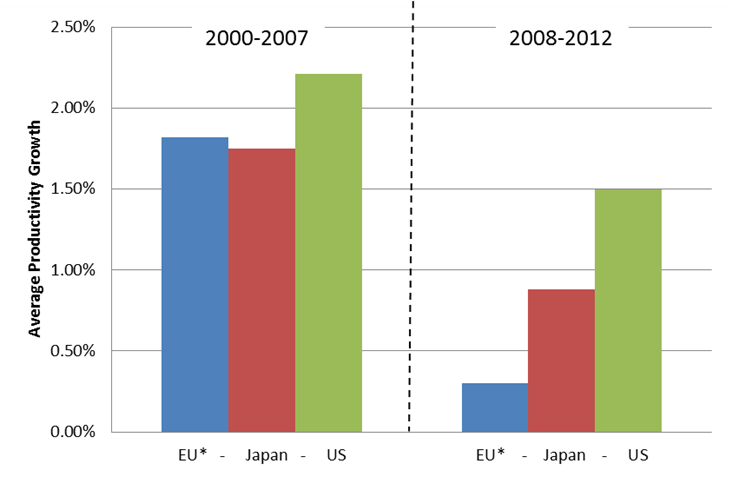 2000-2007
2008-2012
Average Productivity Growth
2.50%
2.00%
1.50%
1.00%
0.50%
0.00%
EU* - Japan - US
EU* - Japan - US